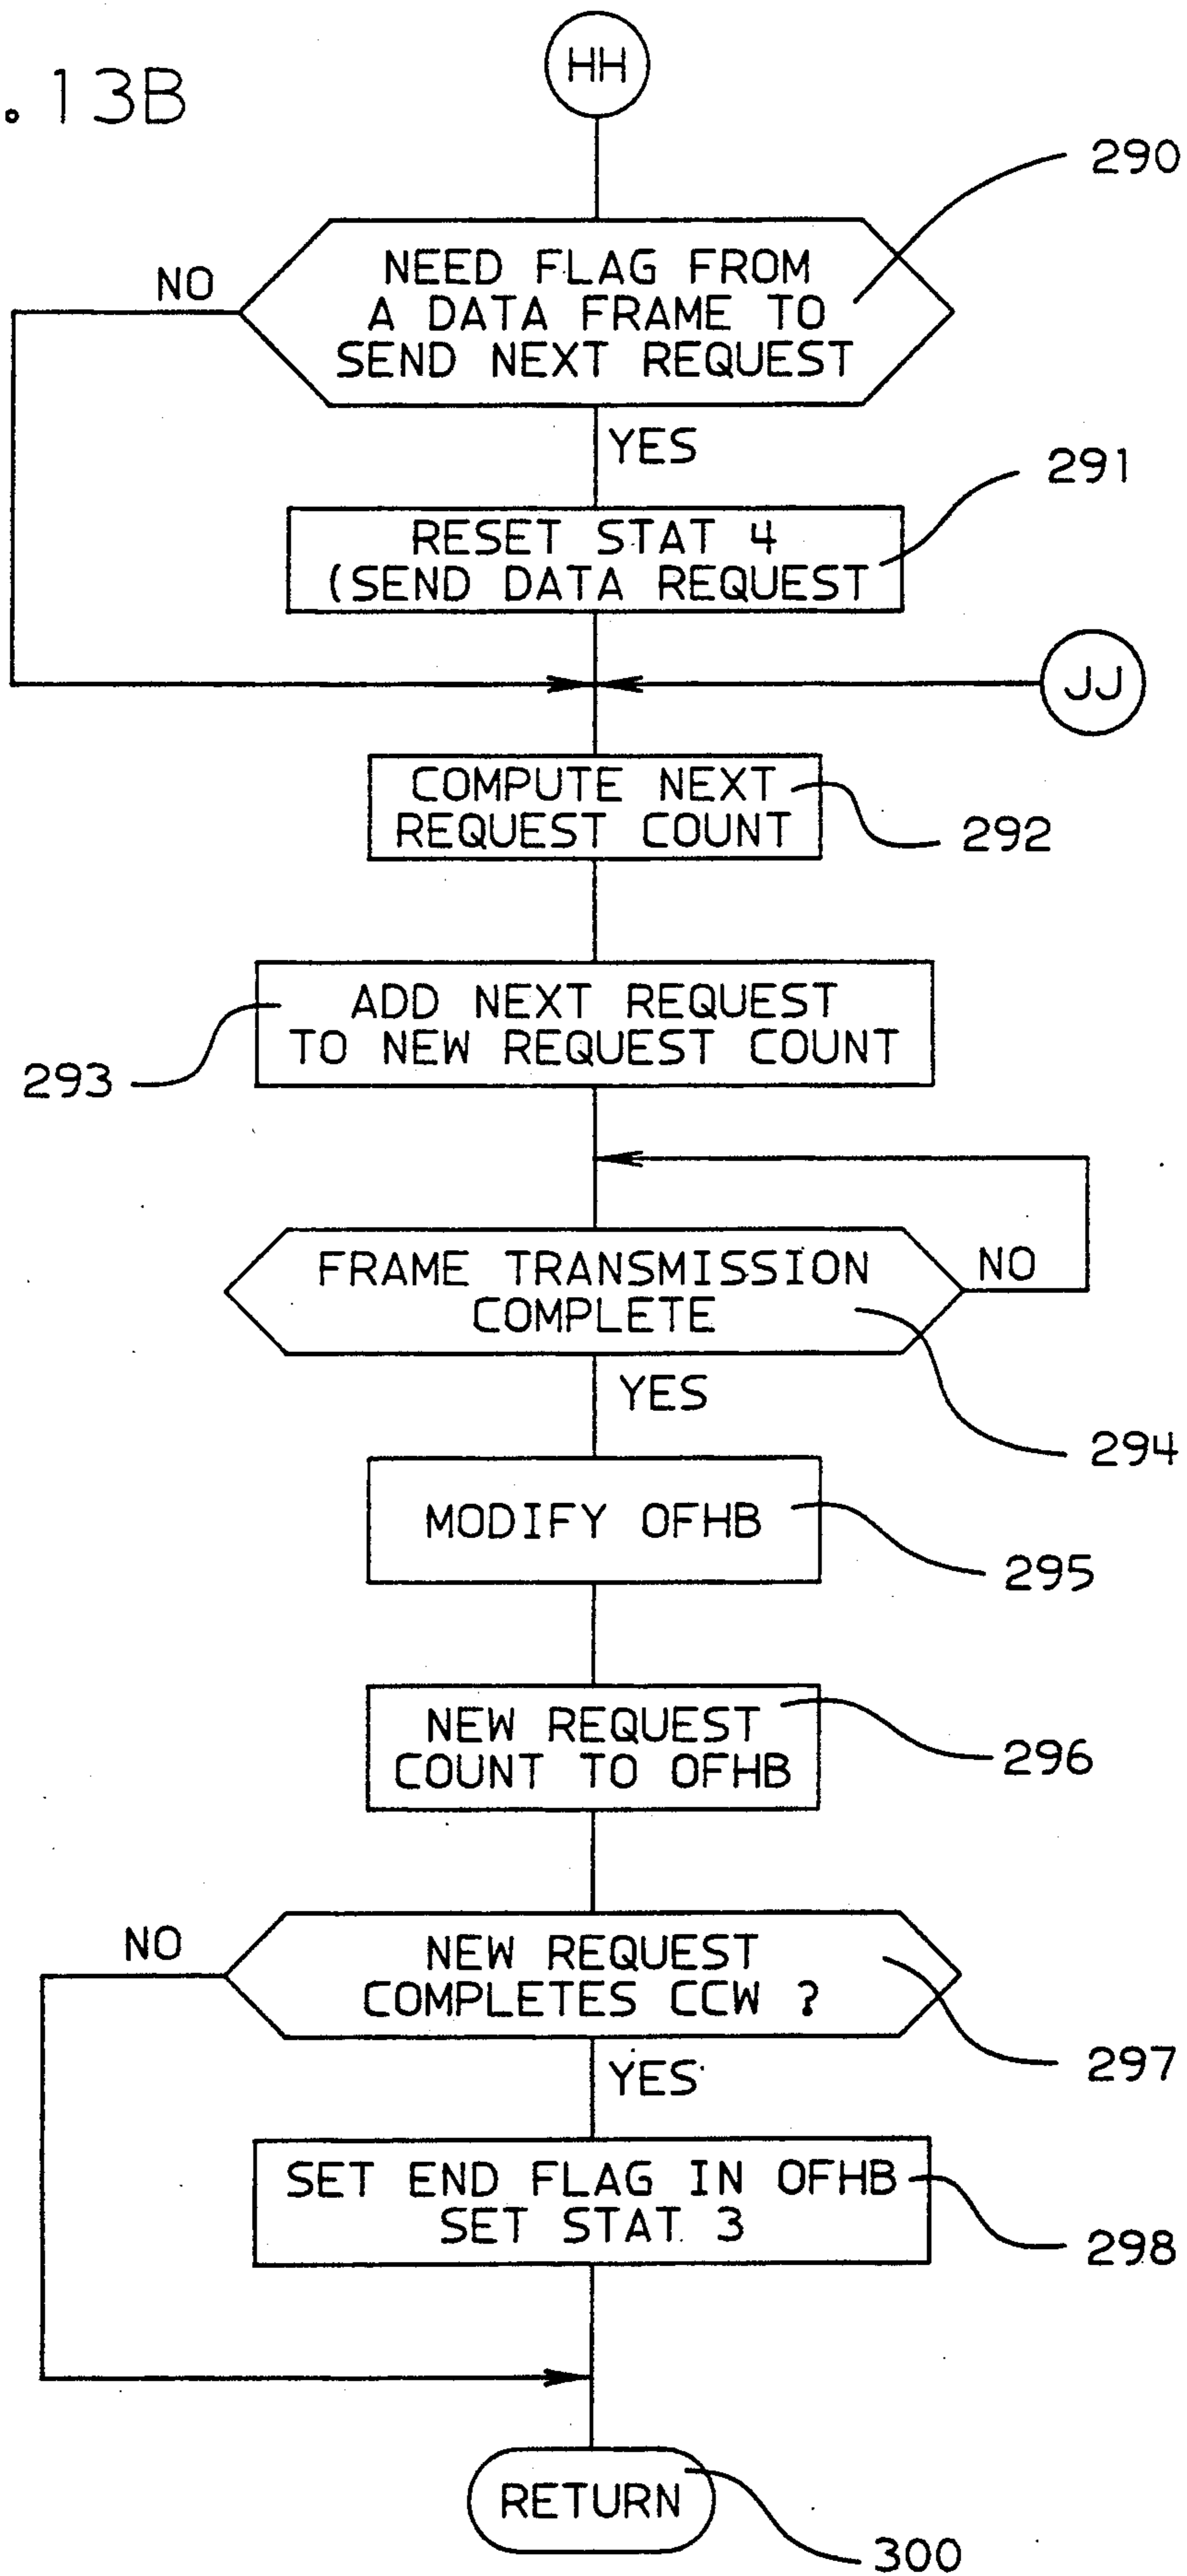 . 13B
HH
290
NO
NEED FLAG FROM
A DATA FRAME TO
SEND NEXT REQUEST
YES
291
RESET STAT 4
(SEND DATA REQUEST
JJ
COMPUTE NEXT
REQUEST COUNT
292
ADD NEXT REQUEST
TO NEW REQUEST COUNT
293
FRAME TRANSMISSION
COMPLETE
NO
YES
294
MODIFY OFHB
295
NEW REQUEST
COUNT TO OFHB
296
NO
NEW REQUEST
COMPLETES CCW ?
297
YES
SET END FLAG IN OFHB
SET STAT 3
298
RETURN
300